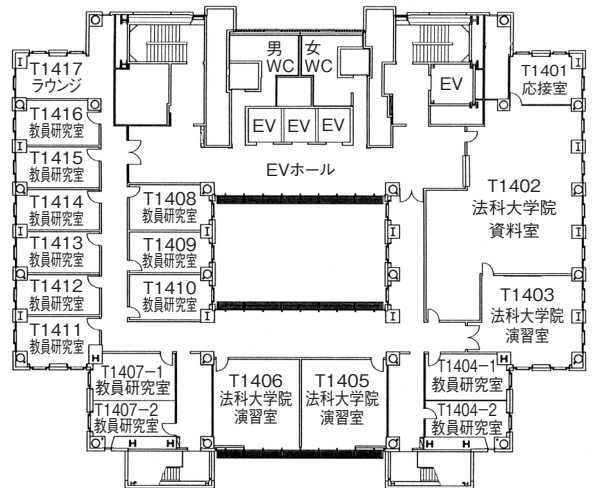 男
WC
女
WC
T1417
ラウンジ
T1401
応接室
EV
T1416
教員研究室
EV
EV
EV
T1415
教員研究室
EVホール
T1402
法科大学院
資料室
T1414
教員研究室
T1408
教員研究室
T1413
教員研究室
T1409
教員研究室
T1412
教員研究室
T1410
教員研究室
T1403
法科大学院
演習室
T1411
教員研究室
T1407-1
教員研究室
T1406
法科大学院
演習室
T1405
法科大学院
演習室
T1404-1
教員研究室
T1407-2
教員研究室
T1404-2
教員研究室